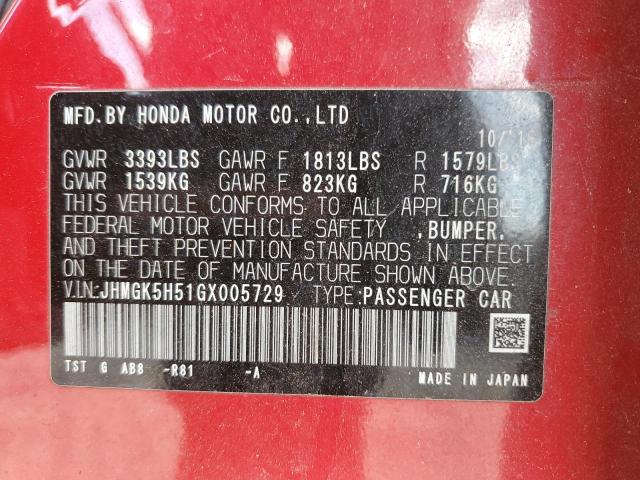 MFD.BY HONDA MOTOR CO.,LTD
GVWR 3393LBS GAWR F 1813LBS R 1579LBS
GVWR 1539KG GAWR F 823KG R 716KG
THIS VEHICLE CONFORMS TO ALL APPLICABLE
FEDERAL MOTOR VEHICLE SAFETY ,BUMPER,
AND THEFT PREVENTION STANDARDS IN EFFECT
ON THE DATE OF MANUFACTURE SHOWN ABOVE.
VIN:JHMGK5H51GX005729 TYPE:PASSENGER CAR
TST G AB8 -R81 -A MADE IN JAPAN